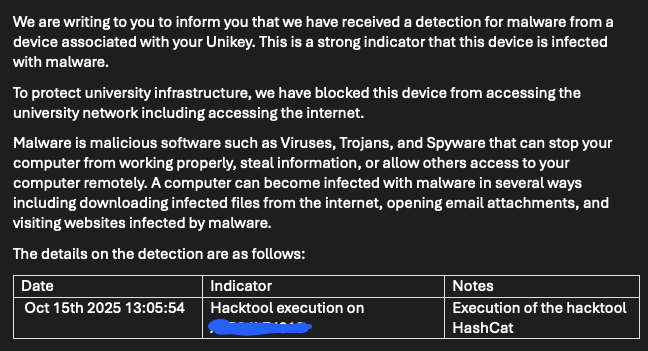 We are writing to you to inform you that we have received a detection for malware from a
device associated with your Unikey. This is a strong indicator that this device is infected
with malware.
To protect university infrastructure, we have blocked this device from accessing the
university network including accessing the internet.
Malware is malicious software such as Viruses, Trojans, and Spyware that can stop your
computer from working properly, steal information, or allow others access to your
computer remotely. A computer can become infected with malware in several ways
including downloading infected files from the internet, opening email attachments, and
visiting websites infected by malware.
The details on the detection are as follows:
Date Indicator Notes
Oct 15th 2025 13:05:54 Hacktool execution on Execution of the hacktool
HashCat